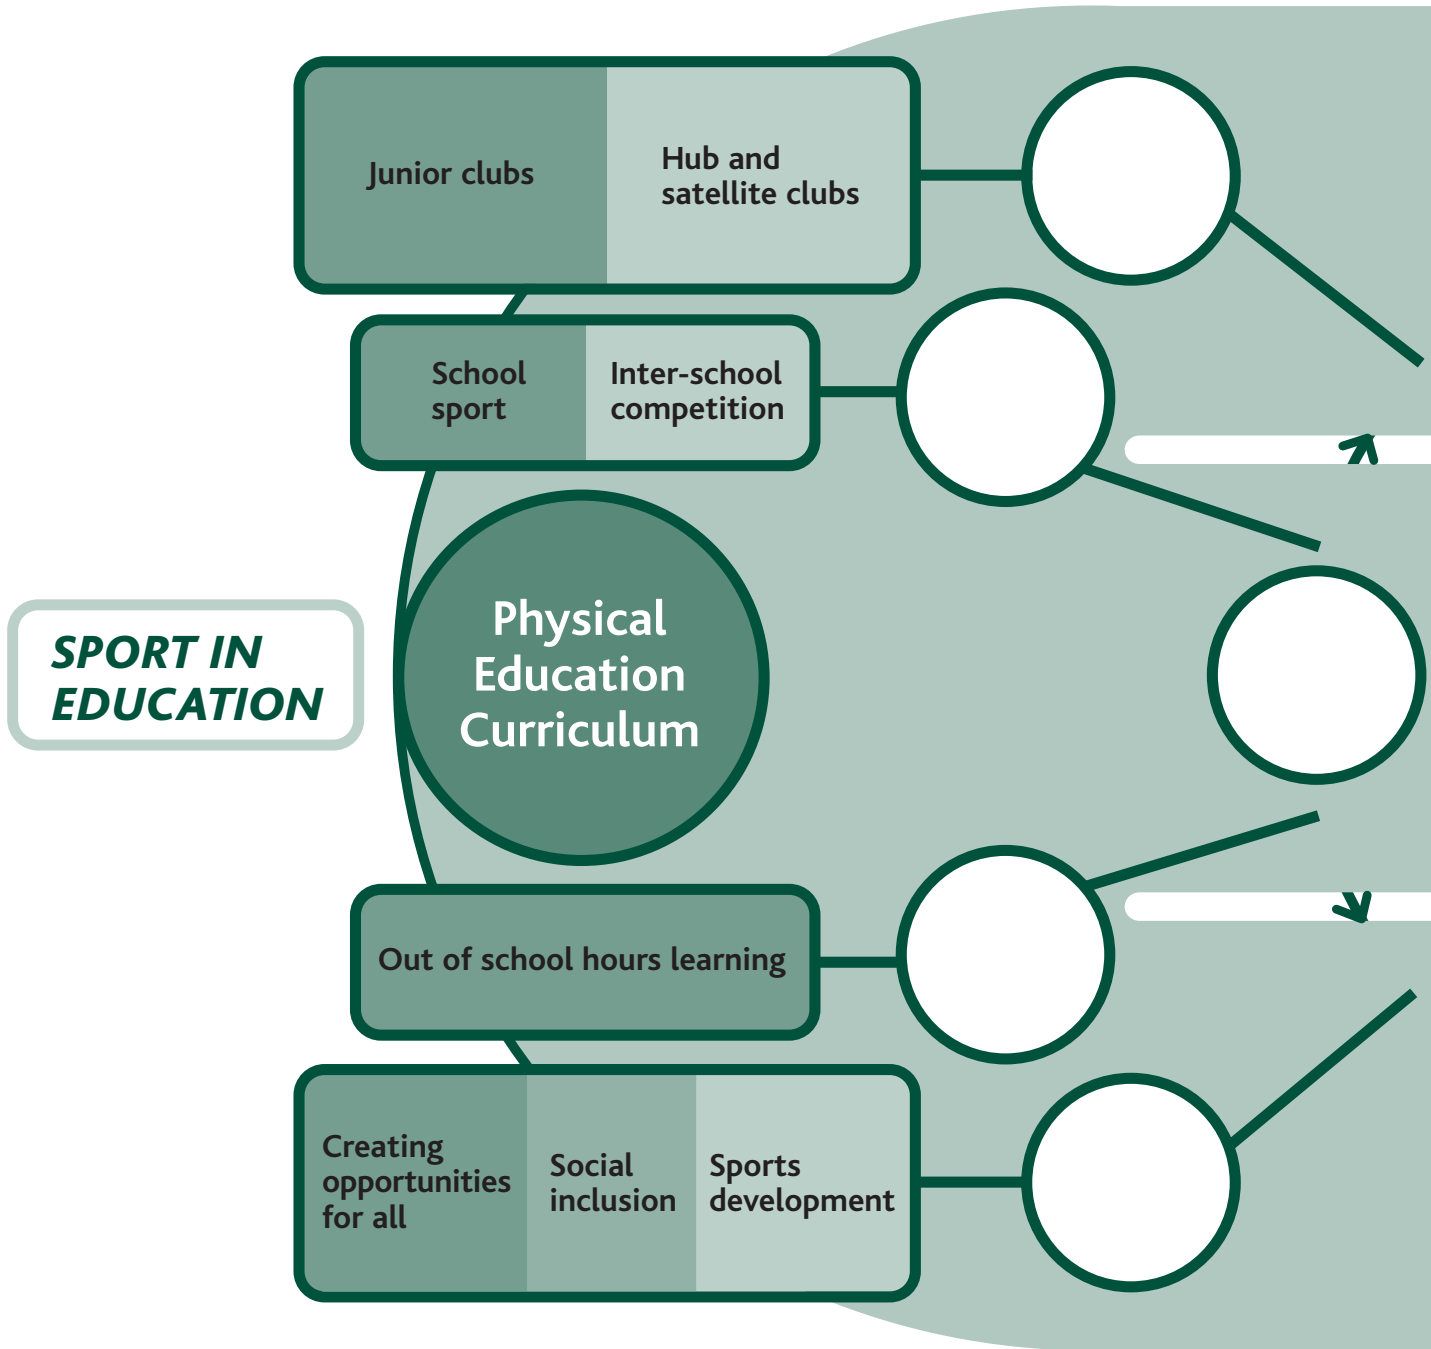 Junior clubs
Hub and
satellite clubs
School
sport
Inter-school
competition
SPORT IN
EDUCATION
Physical
Education
Curriculum
Out of school hours learning
Creating
opportunities
for all
Social
inclusion
Sports
development